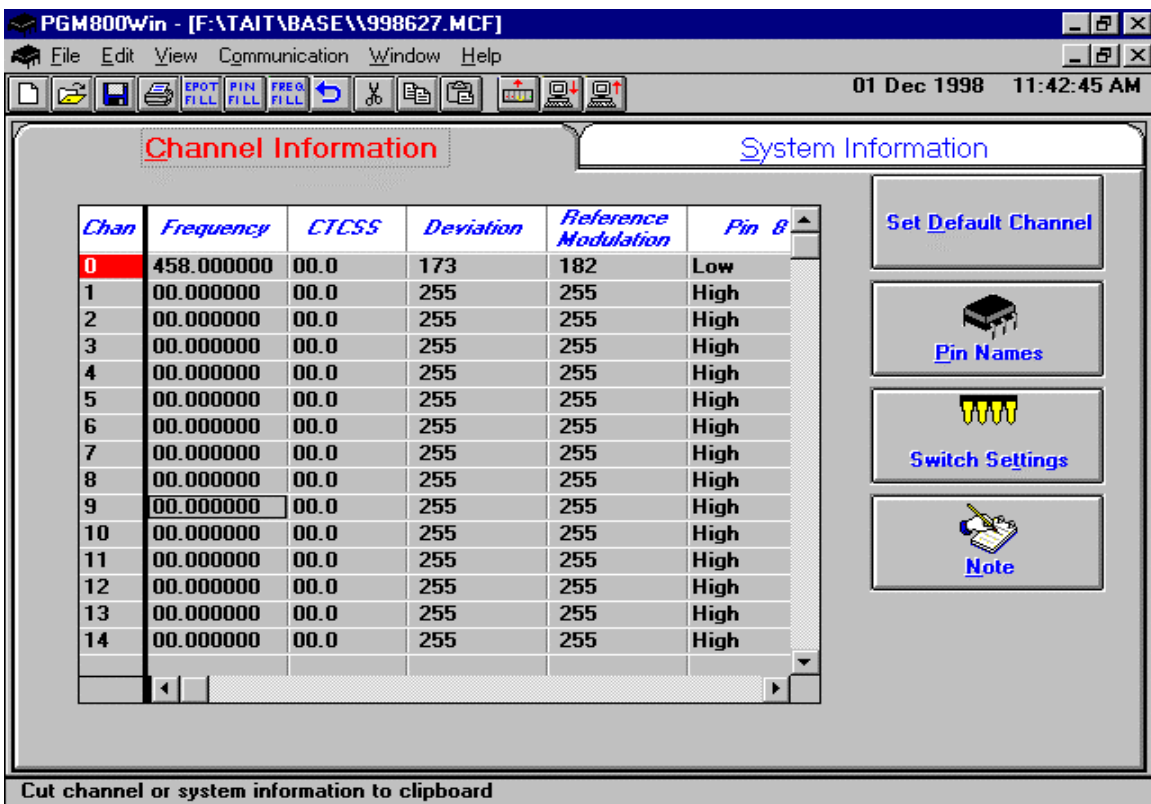 PGM800Win - [F:\TAIT\BASE\\998627.MCF]
File Edit View Communication Window Help
EPOT FILL PIN FILL FREQ. FILL 01 Dec 1998 11:42:45 AM
Channel Information System Information
Chan Frequency CTCSS Deviation Reference Modulation Pin 8
0 458.000000 00.0 173 182 Low
1 00.000000 00.0 255 255 High
2 00.000000 00.0 255 255 High
3 00.000000 00.0 255 255 High
4 00.000000 00.0 255 255 High
5 00.000000 00.0 255 255 High
6 00.000000 00.0 255 255 High
7 00.000000 00.0 255 255 High
8 00.000000 00.0 255 255 High
9 00.000000 00.0 255 255 High
10 00.000000 00.0 255 255 High
11 00.000000 00.0 255 255 High
12 00.000000 00.0 255 255 High
13 00.000000 00.0 255 255 High
14 00.000000 00.0 255 255 High
Set Default Channel
Pin Names
Switch Settings
Note
Cut channel or system information to clipboard